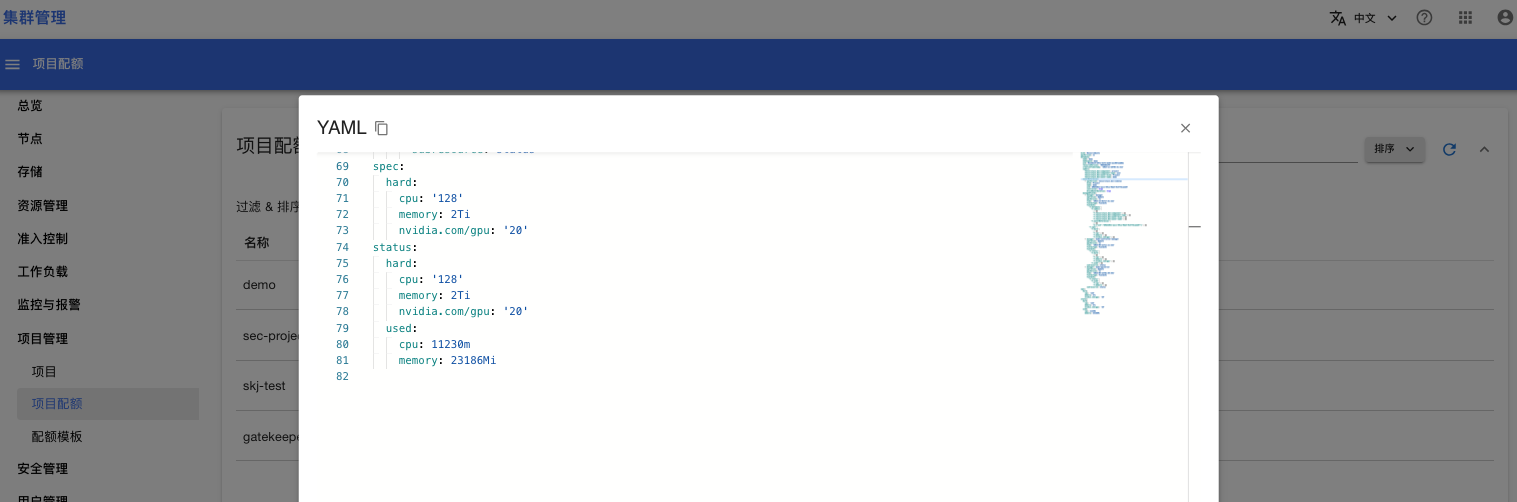 集群管理
中文
项目配额
总览
节点
存储
资源管理
准入控制
工作负载
监控与报警
项目管理
项目
项目配额
配额模板
安全管理
用户管理
项目配额
排序
过滤 & 排序
名称
demo
sec-proje
skj-test
gatekeepe
YAML
69 spec:
70 hard:
71 cpu: '128'
72 memory: 2Ti
73 nvidia.com/gpu: '20'
74 status:
75 hard:
76 cpu: '128'
77 memory: 2Ti
78 nvidia.com/gpu: '20'
79 used:
80 cpu: 11230m
81 memory: 23186Mi
82